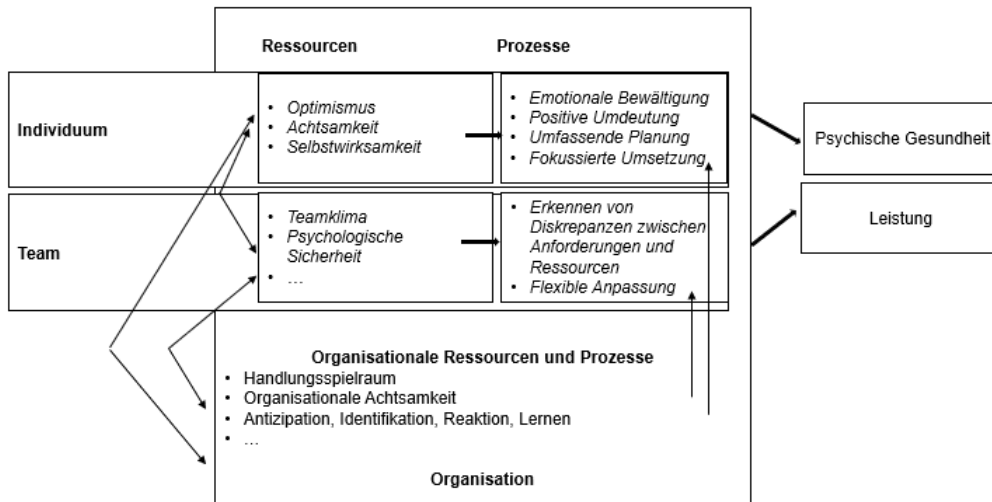 Ressourcen
Prozesse
Individuum
• Optimismus
• Achtsamkeit
• Selbstwirksamkeit
• Emotionale Bewältigung
• Positive Umdeutung
• Umfassende Planung
• Fokussierte Umsetzung
Psychische Gesundheit
Team
• Teamklima
• Psychologische
Sicherheit
• …
• Erkennen von
Diskrepanzen zwischen
Anforderungen und
Ressourcen
• Flexible Anpassung
Leistung
Organisationale Ressourcen und Prozesse
• Handlungsspielraum
• Organisationale Achtsamkeit
• Antizipation, Identifikation, Reaktion, Lernen
• …
Organisation